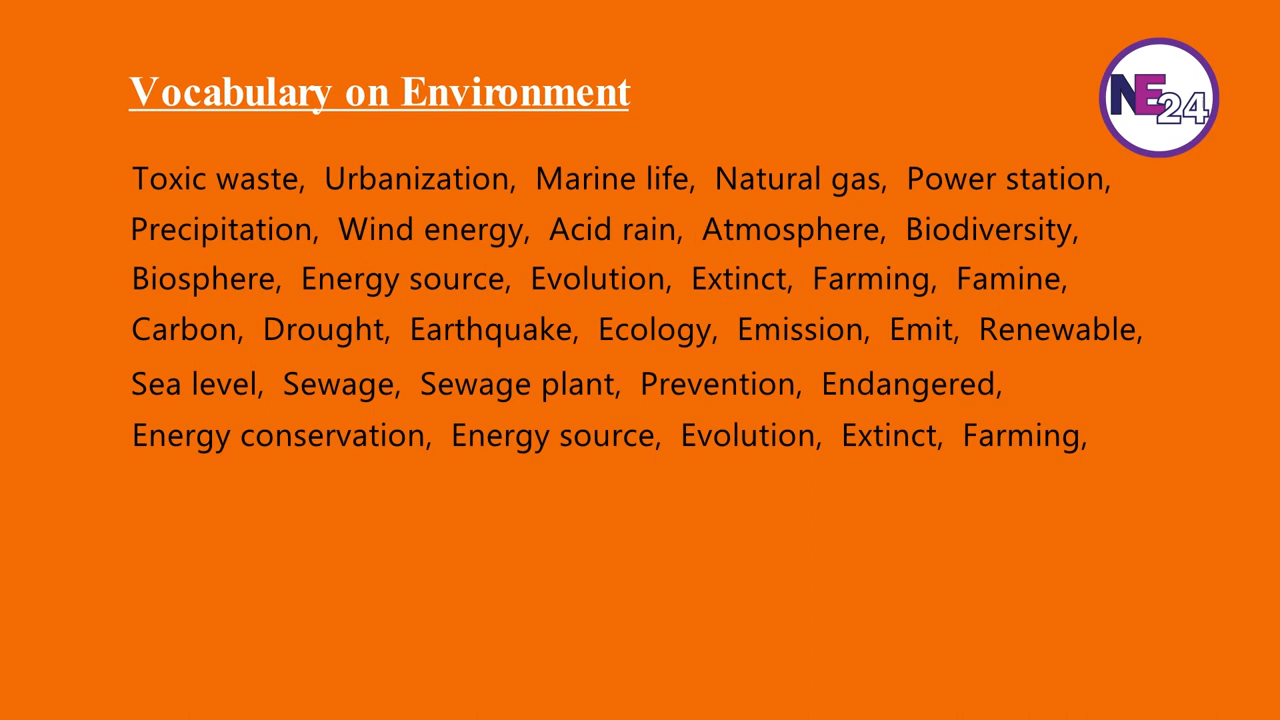 Vocabulary on Environment
NE24
Toxic waste, Urbanization, Marine life, Natural gas, Power station,
Precipitation, Wind energy, Acid rain, Atmosphere, Biodiversity,
Biosphere, Energy source, Evolution, Extinct, Farming, Famine,
Carbon, Drought, Earthquake, Ecology, Emission, Emit, Renewable,
Sea level, Sewage, Sewage plant, Prevention, Endangered,
Energy conservation, Energy source, Evolution, Extinct, Farming,